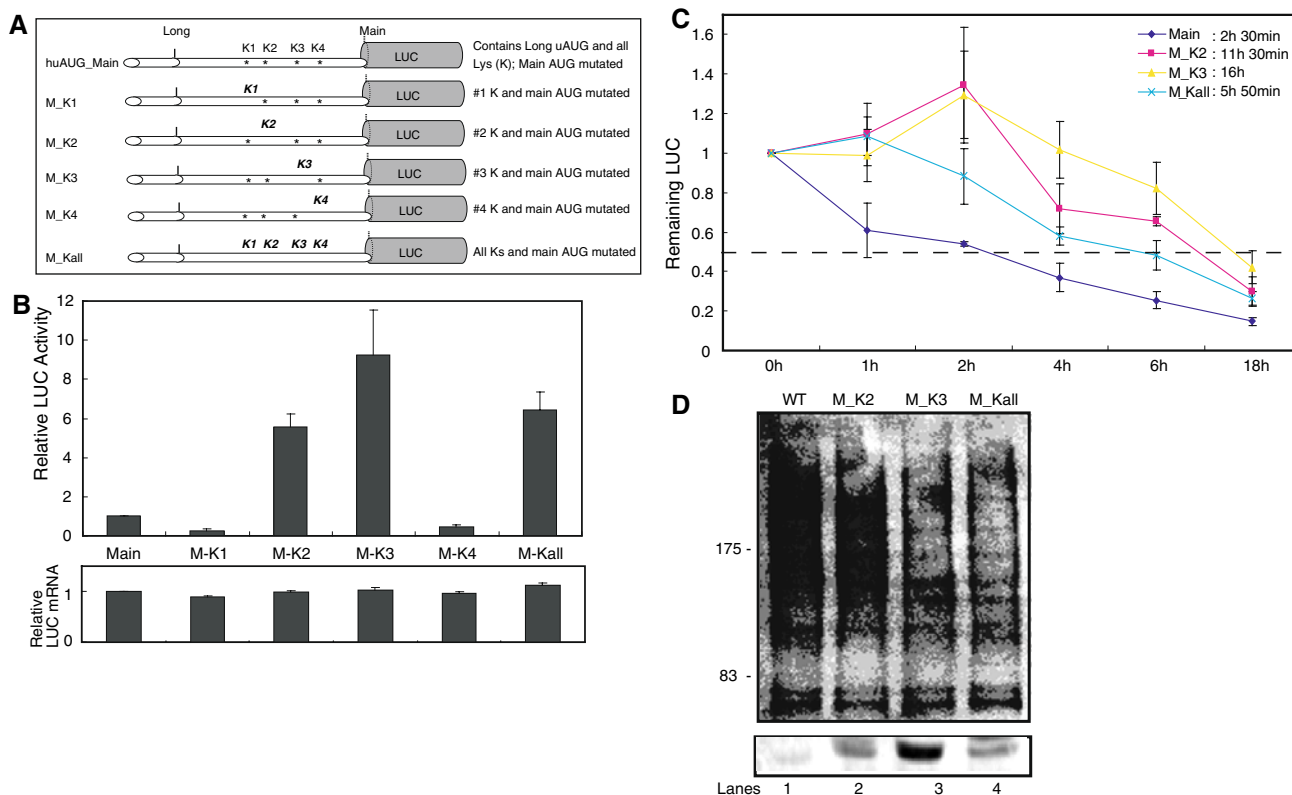 A
Long
Main
K1 K2 K3 K4
huAUG_Main
* * * *
LUC
Contains Long uAUG and all
Lys (K); Main AUG mutated
M_K1
K1
* * *
LUC
#1 K and main AUG mutated
M_K2
K2
* * *
LUC
#2 K and main AUG mutated
M_K3
K3
* * *
LUC
#3 K and main AUG mutated
M_K4
K4
* * *
LUC
#4 K and main AUG mutated
M_Kall
K1 K2 K3 K4
LUC
All Ks and main AUG mutated
B
Relative LUC Activity
12
10
8
6
4
2
0
Main M-K1 M-K2 M-K3 M-K4 M-Kall
Relative
LUC mRNA
1
0
C
Remaining LUC
1.6
1.4
1.2
1
0.8
0.6
0.4
0.2
0
0h 1h 2h 4h 6h 18h
Main : 2h 30min
M_K2 : 11h 30min
M_K3 : 16h
M_Kall : 5h 50min
D
WT M_K2 M_K3 M_Kall
175 -
83 -
Lanes 1 2 3 4